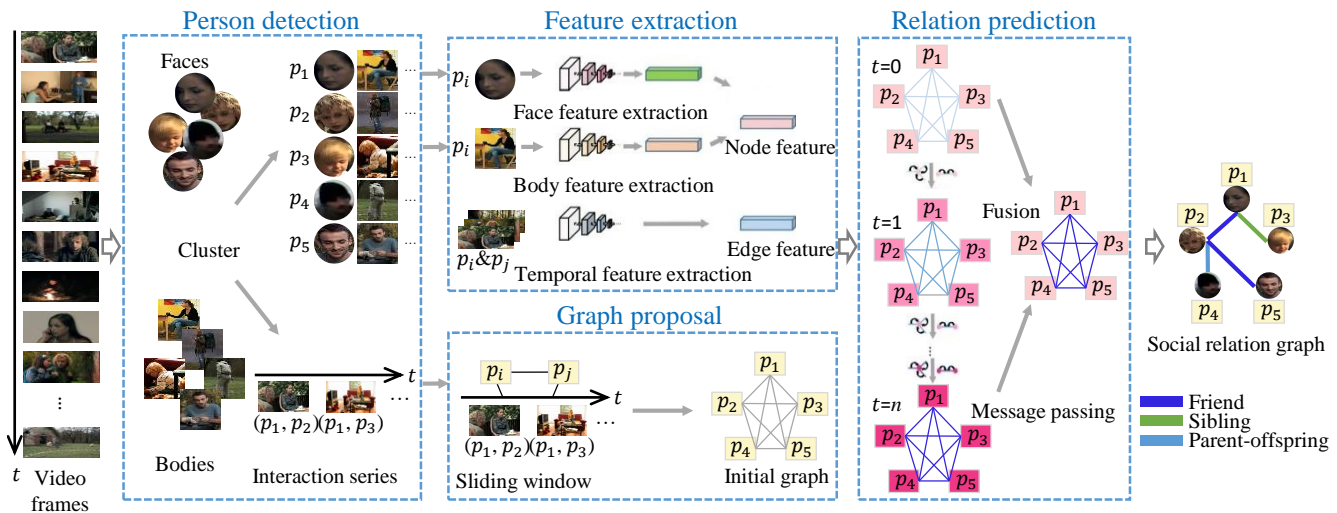 Person detection
Feature extraction
Relation prediction
Faces
p₁
p₂
p₃
p₄
p₅
...
...
...
...
...
Cluster
Bodies
t
(p₁, p₂)(p₁, p₃)
...
Interaction series
⋮
t
Video
frames
pᵢ
Face feature extraction
pᵢ
Body feature extraction
Node feature
pᵢ&pⱼ
Temporal feature extraction
Edge feature
Graph proposal
pᵢ
pⱼ
t
(p₁, p₂)(p₁, p₃)
...
Sliding window
p₁
p₂
p₃
p₄
p₅
Initial graph
t=0
p₁
p₂
p₃
p₄
p₅
t=1
p₁
p₂
p₃
p₄
p₅
⋮
t=n
p₁
p₂
p₃
p₄
p₅
Fusion
p₁
p₂
p₃
p₄
p₅
Message passing
p₁
p₂
p₃
p₄
p₅
Social relation graph
Friend
Sibling
Parent-offspring